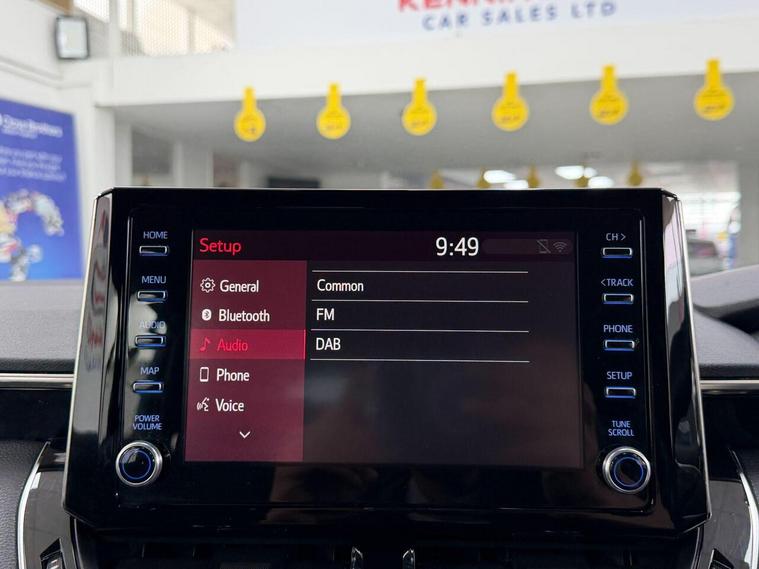 CAR SALES LTD
HOME
MENU
AUDIO
MAP
POWER
VOLUME
Setup
9:49
General
Bluetooth
Audio
Phone
Voice
Common
FM
DAB
CH >
<TRACK
PHONE
SETUP
TUNE
SCROLL